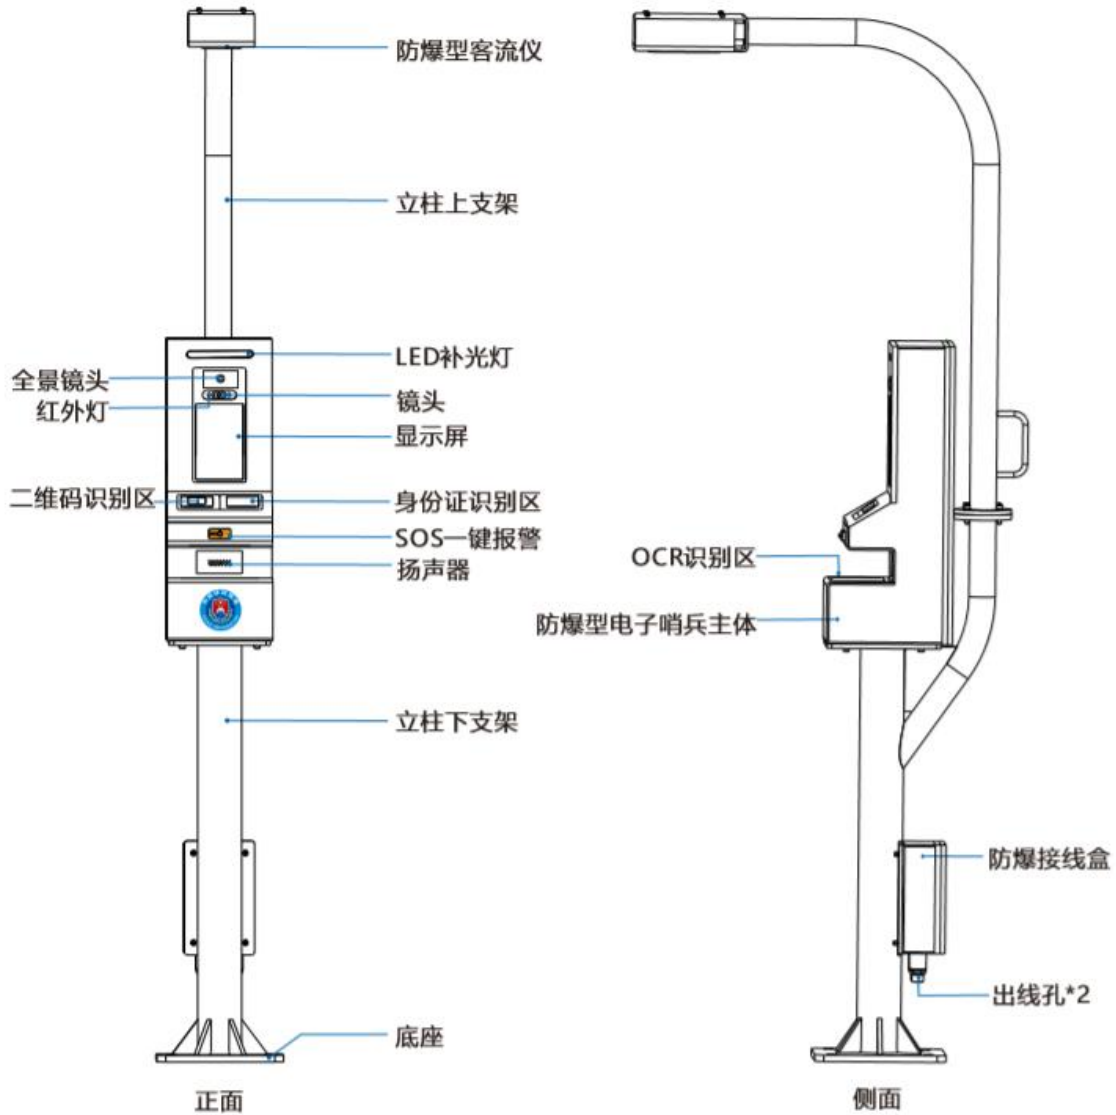 防爆型客流仪
立柱上支架
LED补光灯
全景镜头
红外灯
镜头
显示屏
二维码识别区
身份证识别区
SOS一键报警
扬声器
立柱下支架
底座
正面
OCR识别区
防爆型电子哨兵主体
防爆接线盒
出线孔*2
侧面